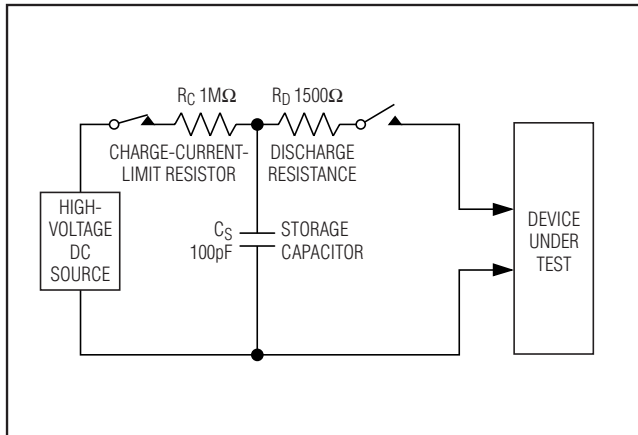 R_C 1MΩ
R_D 1500Ω
CHARGE-CURRENT-
LIMIT RESISTOR
DISCHARGE
RESISTANCE
HIGH-
VOLTAGE
DC
SOURCE
C_S
100pF
STORAGE
CAPACITOR
DEVICE
UNDER
TEST